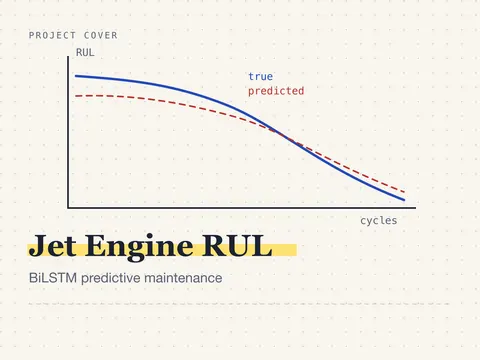 PROJECT COVER
RUL
true
predicted
cycles
Jet Engine RUL
BiLSTM predictive maintenance